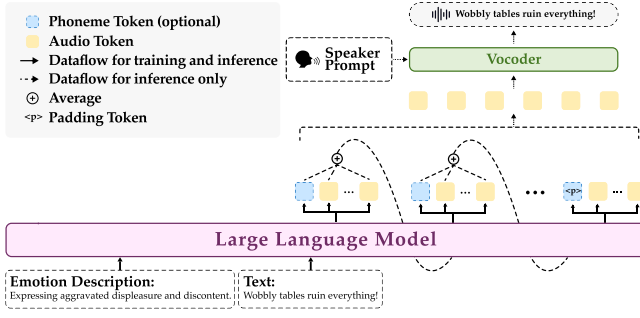 Phoneme Token (optional)
Audio Token
Dataflow for training and inference
Dataflow for inference only
Average
<p> Padding Token
Wobbly tables ruin everything!
Speaker
Prompt
Vocoder
... ... ... <p> ...
Large Language Model
Emotion Description:
Expressing aggravated displeasure and discontent.
Text:
Wobbly tables ruin everything!